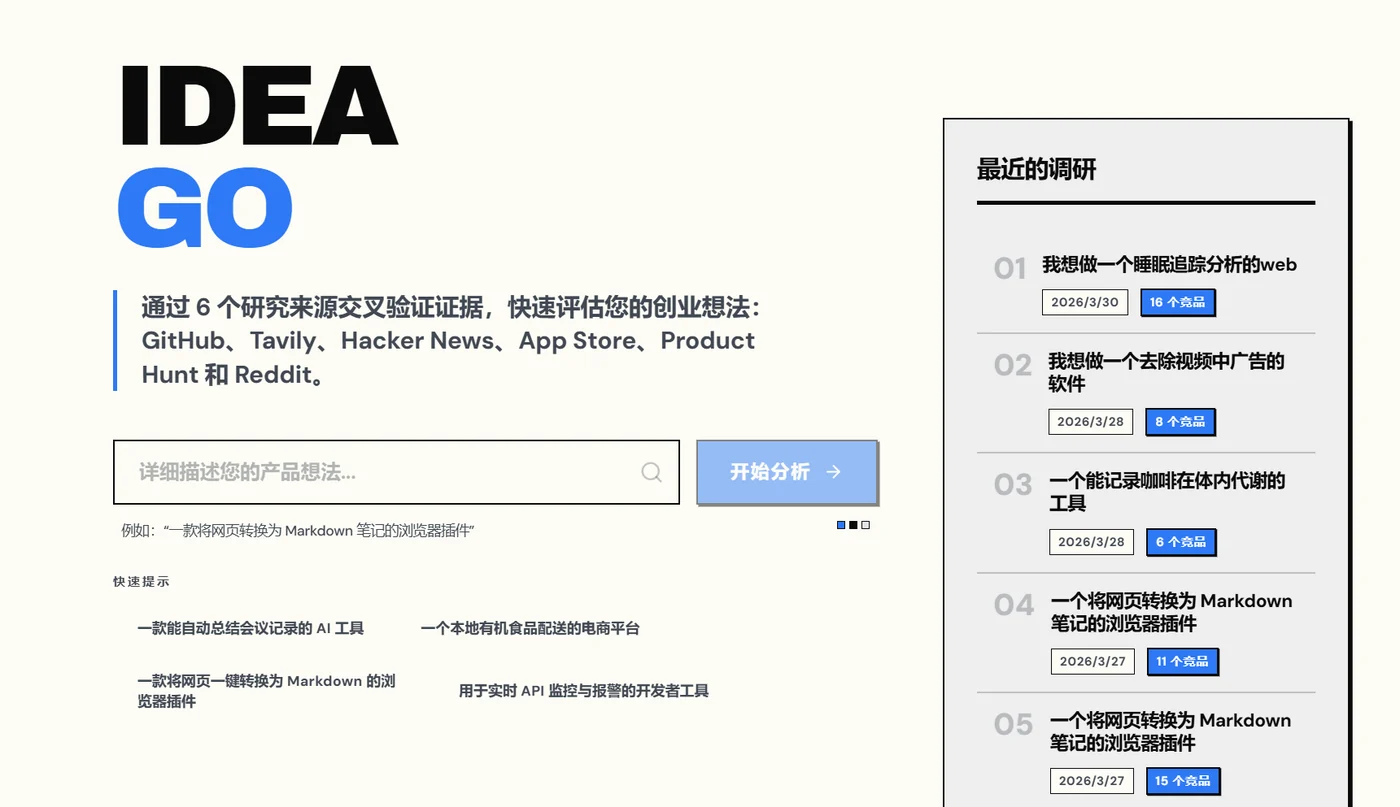 IDEA
GO
通过 6 个研究来源交叉验证证据，快速评估您的创业想法：
GitHub、Tavily、Hacker News、App Store、Product
Hunt 和 Reddit。
详细描述您的产品想法...
开始分析 →
例如：“一款将网页转换为 Markdown 笔记的浏览器插件”
快速提示
一款能自动总结会议记录的 AI 工具
一个本地有机食品配送的电商平台
一款将网页一键转换为 Markdown 的浏
览器插件
用于实时 API 监控与报警的开发者工具
最近的调研
01 我想做一个睡眠追踪分析的web
2026/3/30 16 个竞品
02 我想做一个去除视频中广告的
软件
2026/3/28 8 个竞品
03 一个能记录咖啡在体内代谢的
工具
2026/3/28 6 个竞品
04 一个将网页转换为 Markdown
笔记的浏览器插件
2026/3/27 11 个竞品
05 一个将网页转换为 Markdown
笔记的浏览器插件
2026/3/27 15 个竞品